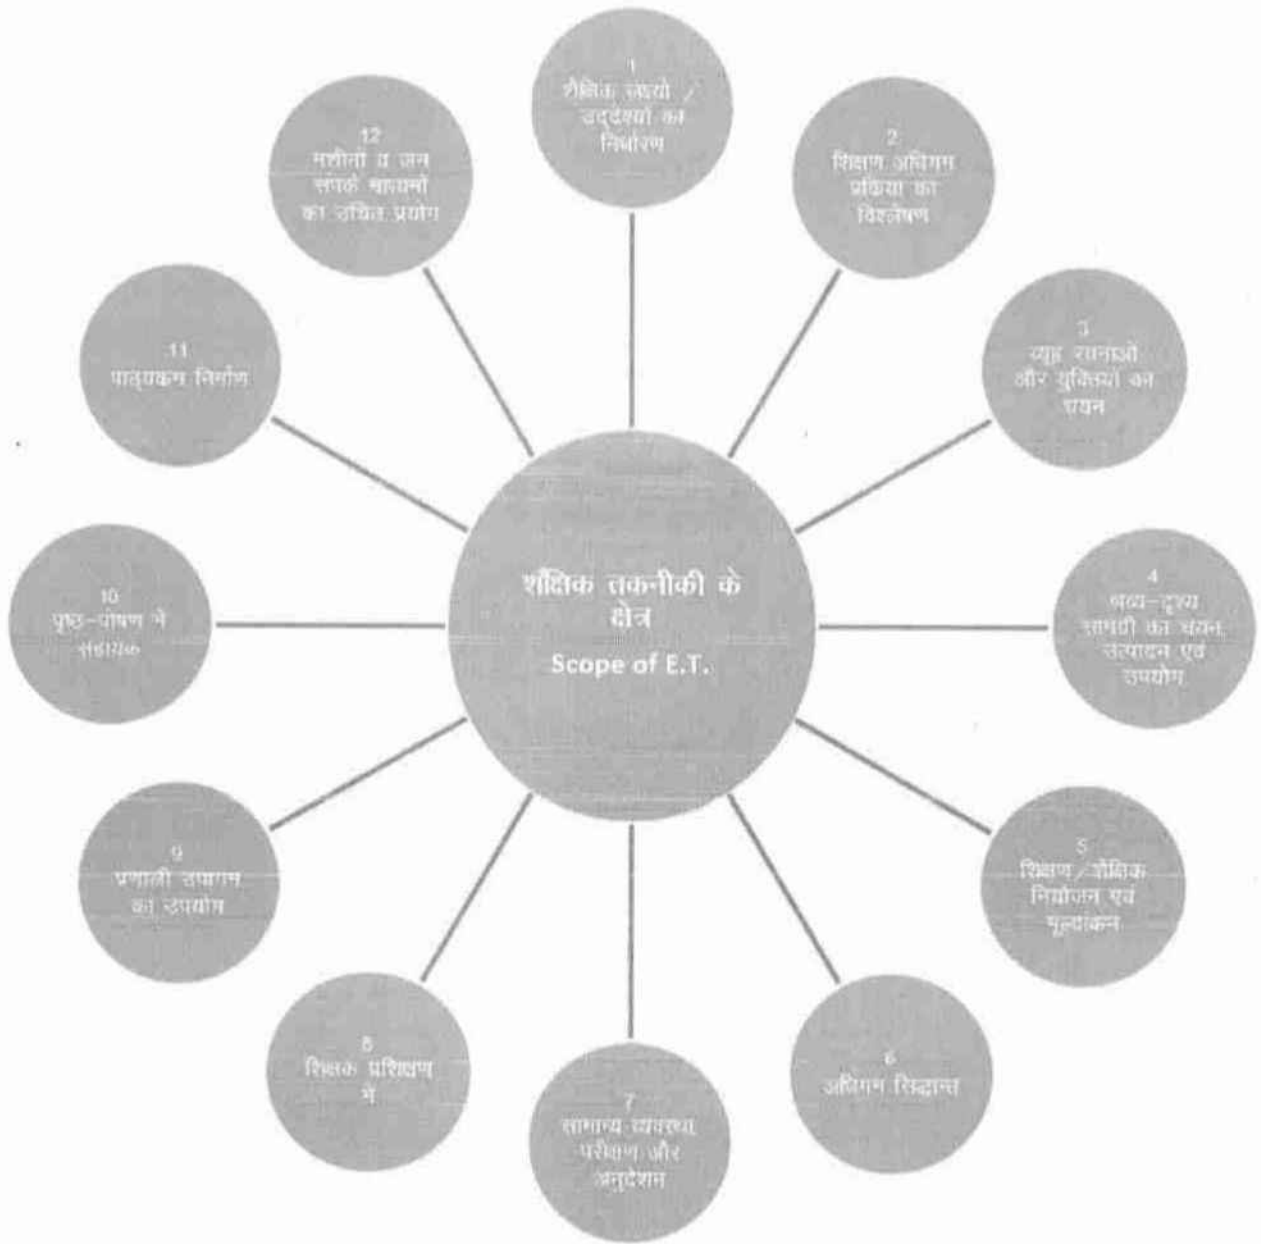 शैक्षिक तकनीकी के
क्षेत्र
Scope of E.T.
1
शैक्षिक लक्ष्यो /
उद्देश्यों का
निर्धारण
2
शिक्षण अधिगम
प्रक्रिया का
विश्लेषण
3
व्यूह रचनाओं
और युक्तियों का
चयन
4
श्रव्य-दृश्य
सामग्री का चयन,
उत्पादन एवं
उपयोग
5
शिक्षण/शैक्षिक
नियोजन एवं
मूल्यांकन
6
अधिगम सिद्धान्त
7
सामान्य व्यवस्था,
परीक्षण और
अनुदेशन
8
शिक्षक प्रशिक्षण
में
9
प्रणाली उपागम
का उपयोग
10
पृष्ठ-पोषण में
सहायक
11
पाठ्यक्रम निर्माण
12
मशीनों व जन
संपर्क माध्यमों
का उचित प्रयोग